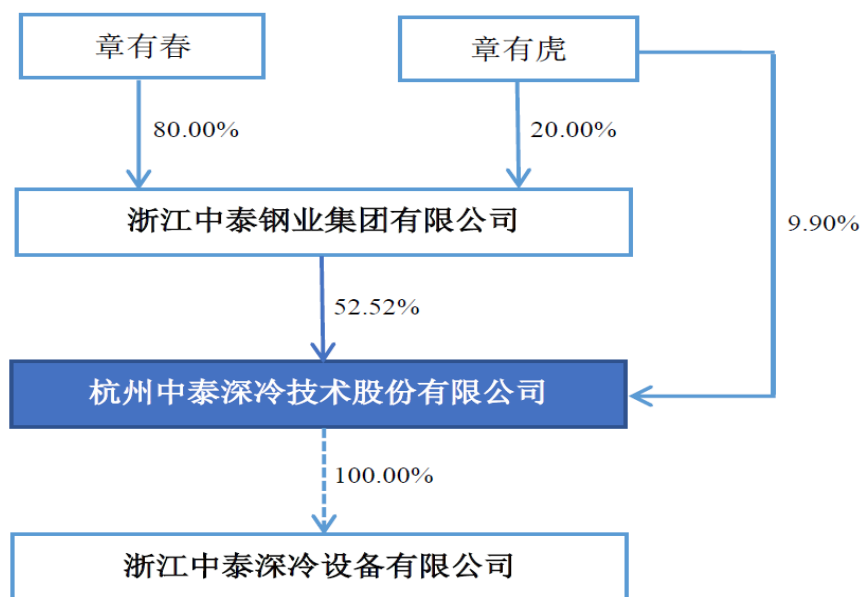 章有春
章有虎
80.00%
20.00%
浙江中泰钢业集团有限公司
9.90%
52.52%
杭州中泰深冷技术股份有限公司
100.00%
浙江中泰深冷设备有限公司